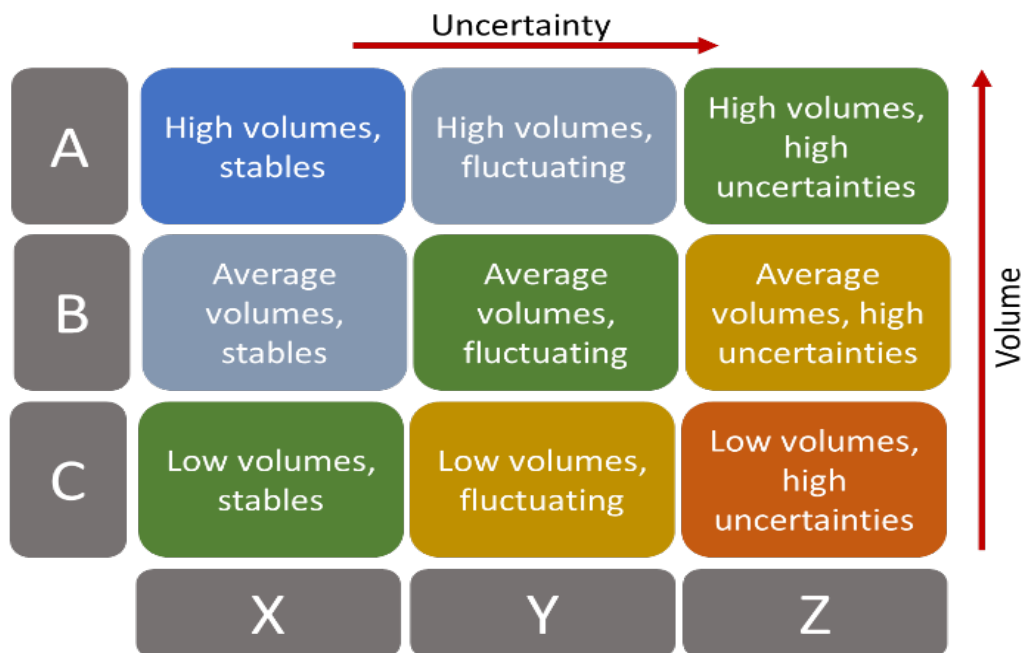 Uncertainty
A
High volumes,
stables
High volumes,
fluctuating
High volumes,
high
uncertainties
B
Average
volumes,
stables
Average
volumes,
fluctuating
Average
volumes, high
uncertainties
Volume
C
Low volumes,
stables
Low volumes,
fluctuating
Low volumes,
high
uncertainties
X
Y
Z